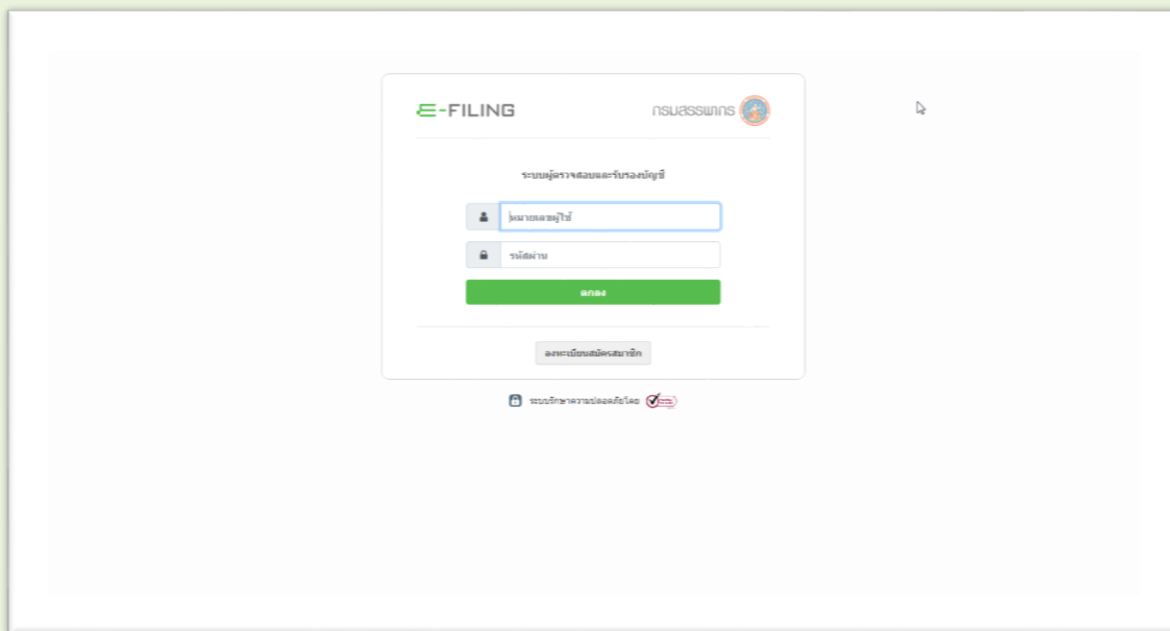 E-FILING
กรมสรรพากร
ระบบผู้ตรวจสอบและรับรองบัญชี
หมายเลขผู้ใช้
รหัสผ่าน
ตกลง
ลงทะเบียนสมัครสมาชิก
ระบบรักษาความปลอดภัยโดย